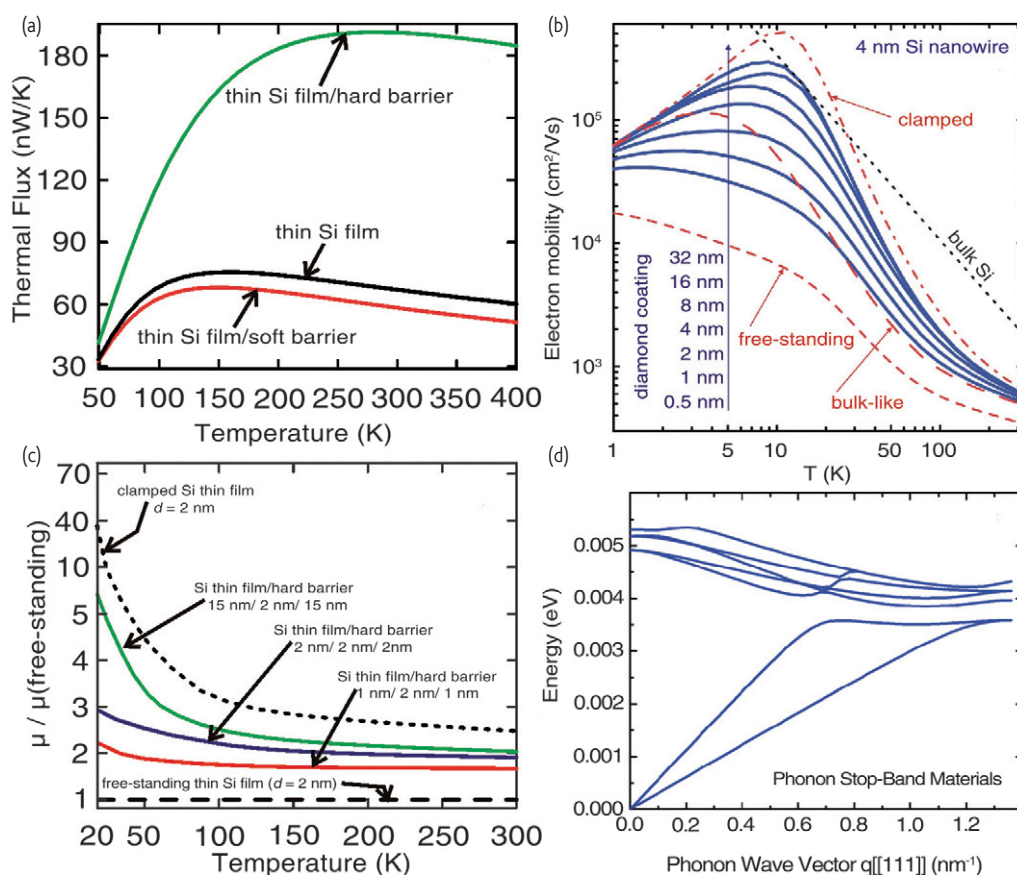 (a)
Thermal Flux (nW/K)
180
150
120
90
60
30
thin Si film/hard barrier
thin Si film
thin Si film/soft barrier
50 100 150 200 250 300 350 400
Temperature (K)
(b)
Electron mobility (cm²/Vs)
10⁵
10⁴
10³
4 nm Si nanowire
clamped
bulk Si
diamond coating
32 nm
16 nm
8 nm
4 nm
2 nm
1 nm
0.5 nm
free-standing
bulk-like
1 5 10 50 100
T (K)
(c)
μ / μ(free-standing)
70
40
10
5
4
3
2
1
clamped Si thin film
d = 2 nm
Si thin film/hard barrier
15 nm/ 2 nm/ 15 nm
Si thin film/hard barrier
2 nm/ 2 nm/ 2nm
Si thin film/hard barrier
1 nm/ 2 nm/ 1 nm
free-standing thin Si film (d = 2 nm)
20 50 100 150 200 250 300
Temperature (K)
(d)
Energy (eV)
0.005
0.004
0.003
0.002
0.001
0.000
Phonon Stop-Band Materials
0.0 0.2 0.4 0.6 0.8 1.0 1.2
Phonon Wave Vector q[[111]] (nm⁻¹)